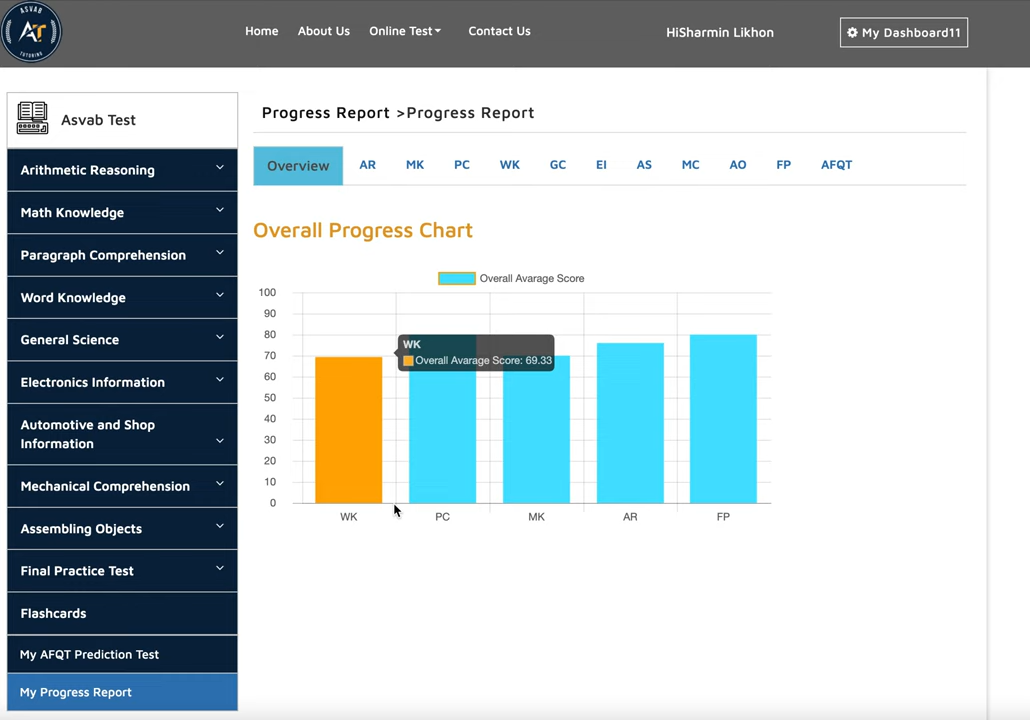 ASVAB
AT
TUTORING
Home About Us Online Test Contact Us HiSharmin Likhon My Dashboard11
Asvab Test
Arithmetic Reasoning
Math Knowledge
Paragraph Comprehension
Word Knowledge
General Science
Electronics Information
Automotive and Shop
Information
Mechanical Comprehension
Assembling Objects
Final Practice Test
Flashcards
My AFQT Prediction Test
My Progress Report
Progress Report >Progress Report
Overview AR MK PC WK GC EI AS MC AO FP AFQT
Overall Progress Chart
Overall Avarage Score
100
90
80
70
60
50
40
30
20
10
0
WK
Overall Avarage Score: 69.33
WK PC MK AR FP